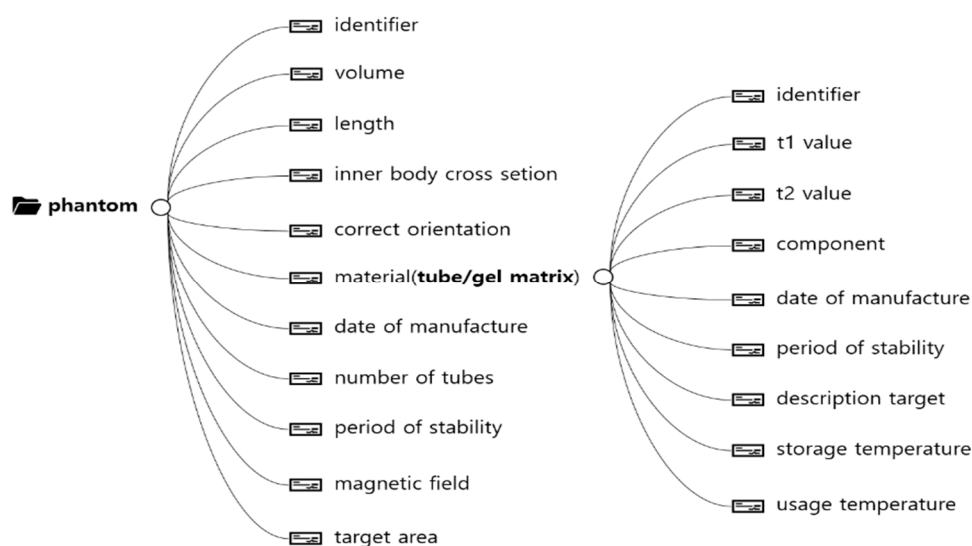 phantom
identifier
volume
length
inner body cross setion
correct orientation
material(tube/gel matrix)
date of manufacture
number of tubes
period of stability
magnetic field
target area
identifier
t1 value
t2 value
component
date of manufacture
period of stability
description target
storage temperature
usage temperature